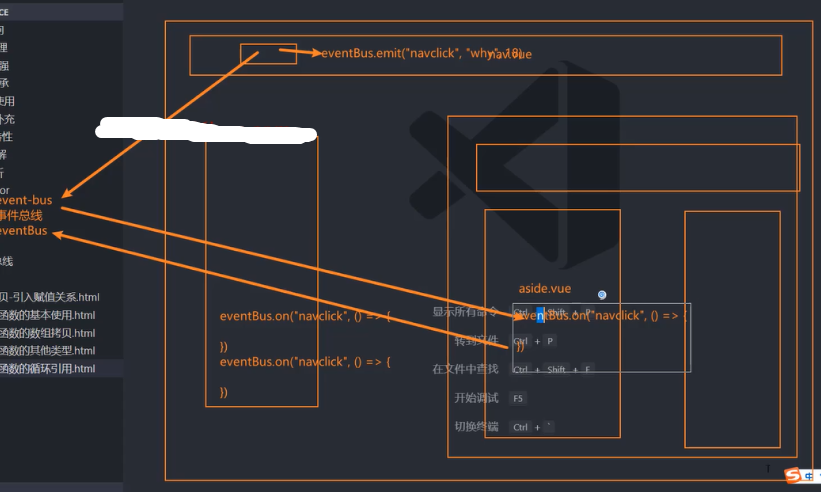 CE
问
理
强
承
使用
补充
性
解
析
or
event-bus
事件总线
eventBus
总线
贝-引入赋值关系.html
函数的基本使用.html
函数的数组拷贝.html
函数的其他类型.html
函数的循环引用.html
eventBus.emit("navclick", "why", 18)
nav.vue
eventBus.on("navclick", () => {
})
eventBus.on("navclick", () => {
})
aside.vue
eventBus.on("navclick", () => {
})
显示所有命令 Ctrl + Shift + P
转到文件 Ctrl + P
在文件中查找 Ctrl + Shift + F
开始调试 F5
切换终端 Ctrl + `
S 中